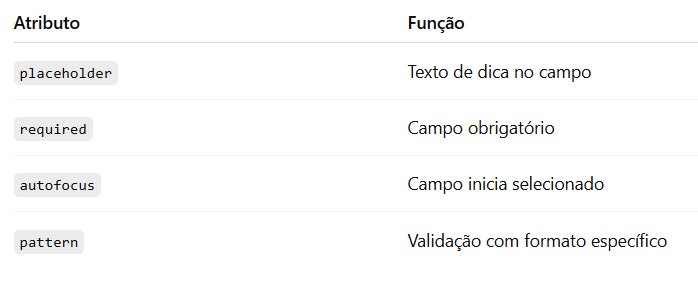 Atributo Função
placeholder Texto de dica no campo
required Campo obrigatório
autofocus Campo inicia selecionado
pattern Validação com formato específico